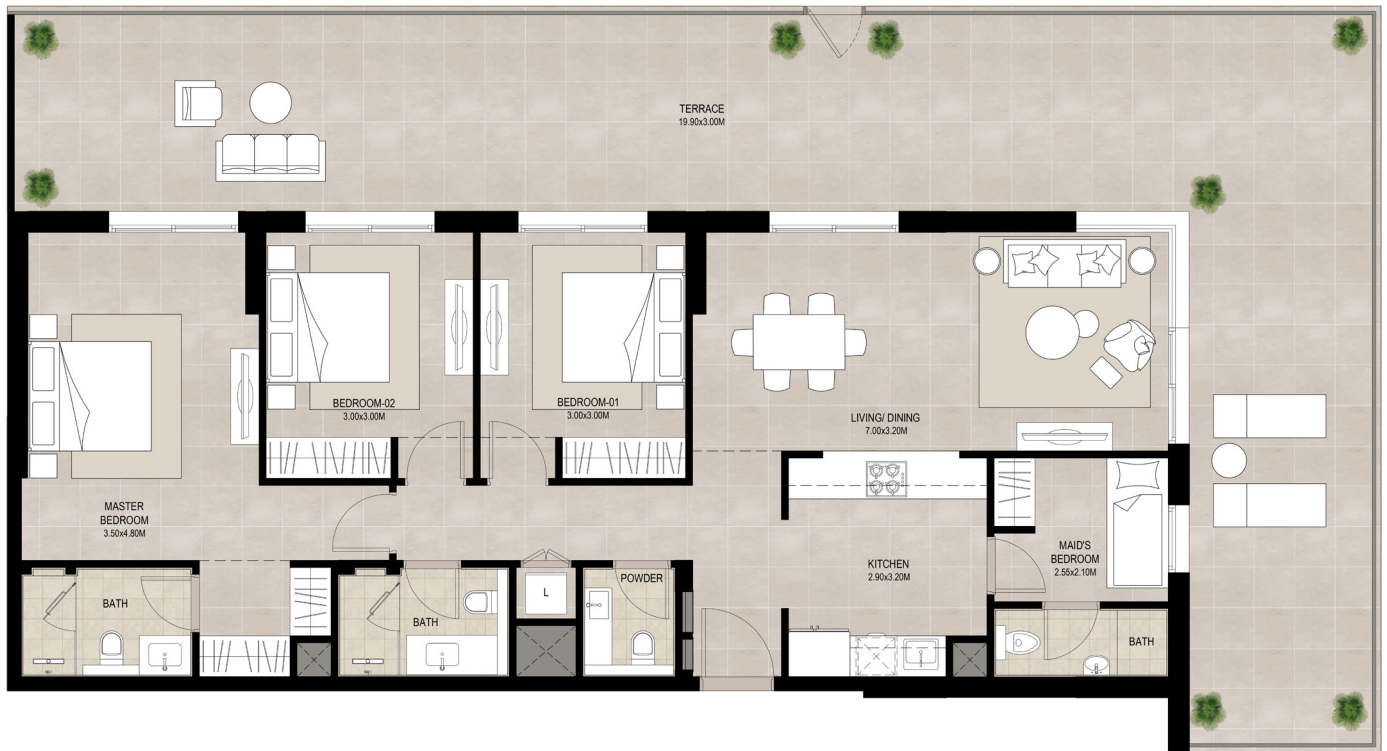 TERRACE
19.90x3.00M
BEDROOM-02
3.00x3.00M
BEDROOM-01
3.00x3.00M
LIVING/ DINING
7.00x3.20M
MASTER
BEDROOM
3.50x4.80M
KITCHEN
2.90x3.20M
MAID'S
BEDROOM
2.55x2.10M
BATH
BATH
L
POWDER
BATH